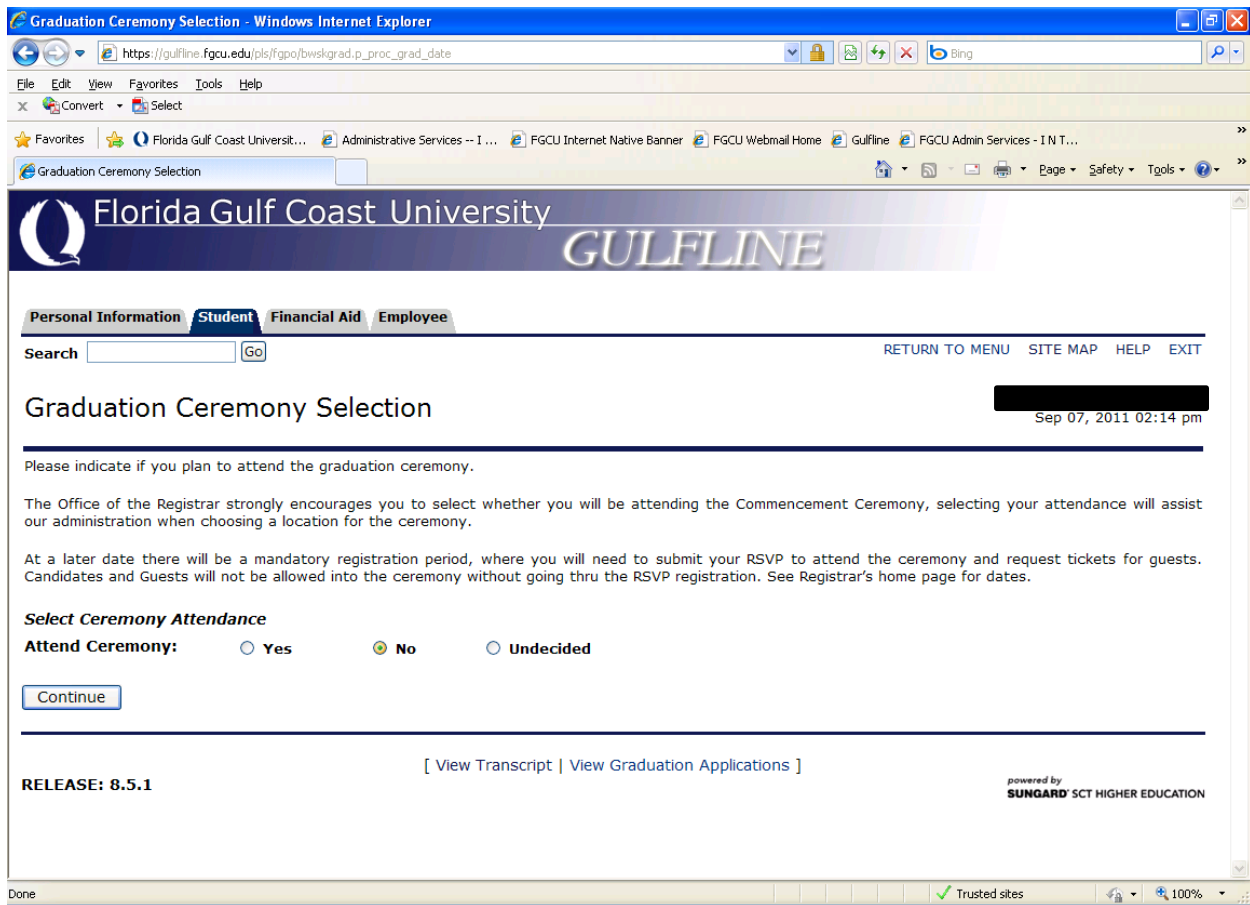 Graduation Ceremony Selection - Windows Internet Explorer
https://gulfline.fgcu.edu/pls/fgpo/bwskgrad.p_proc_grad_date
Bing
File Edit View Favorites Tools Help
x Convert Select
Favorites Florida Gulf Coast Universit... Administrative Services -- I ... FGCU Internet Native Banner FGCU Webmail Home Gulfline FGCU Admin Services - I N T... »
Graduation Ceremony Selection Page Safety Tools »
Florida Gulf Coast University
GULFLINE
Personal Information Student Financial Aid Employee
Search Go RETURN TO MENU SITE MAP HELP EXIT
Graduation Ceremony Selection
Sep 07, 2011 02:14 pm
Please indicate if you plan to attend the graduation ceremony.
The Office of the Registrar strongly encourages you to select whether you will be attending the Commencement Ceremony, selecting your attendance will assist
our administration when choosing a location for the ceremony.
At a later date there will be a mandatory registration period, where you will need to submit your RSVP to attend the ceremony and request tickets for guests.
Candidates and Guests will not be allowed into the ceremony without going thru the RSVP registration. See Registrar's home page for dates.
Select Ceremony Attendance
Attend Ceremony: Yes No Undecided
Continue
[ View Transcript | View Graduation Applications ]
RELEASE: 8.5.1
powered by
SUNGARD' SCT HIGHER EDUCATION
Done Trusted sites 100%